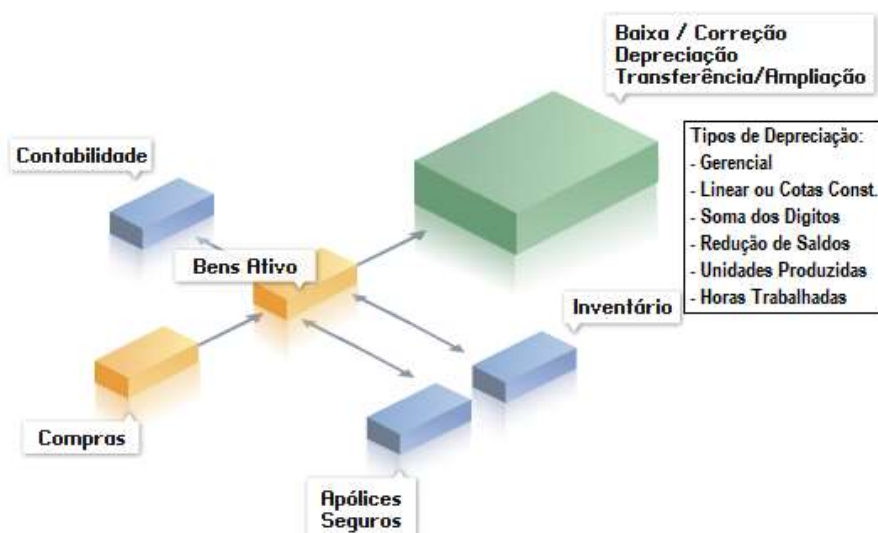 Baixa / Correção
Depreciação
Transferência/Ampliação
Tipos de Depreciação:
- Gerencial
- Linear ou Cotas Const.
- Soma dos Digitos
- Redução de Saldos
- Unidades Produzidas
- Horas Trabalhadas
Contabilidade
Bens Ativo
Inventário
Compras
Apólices
Seguros